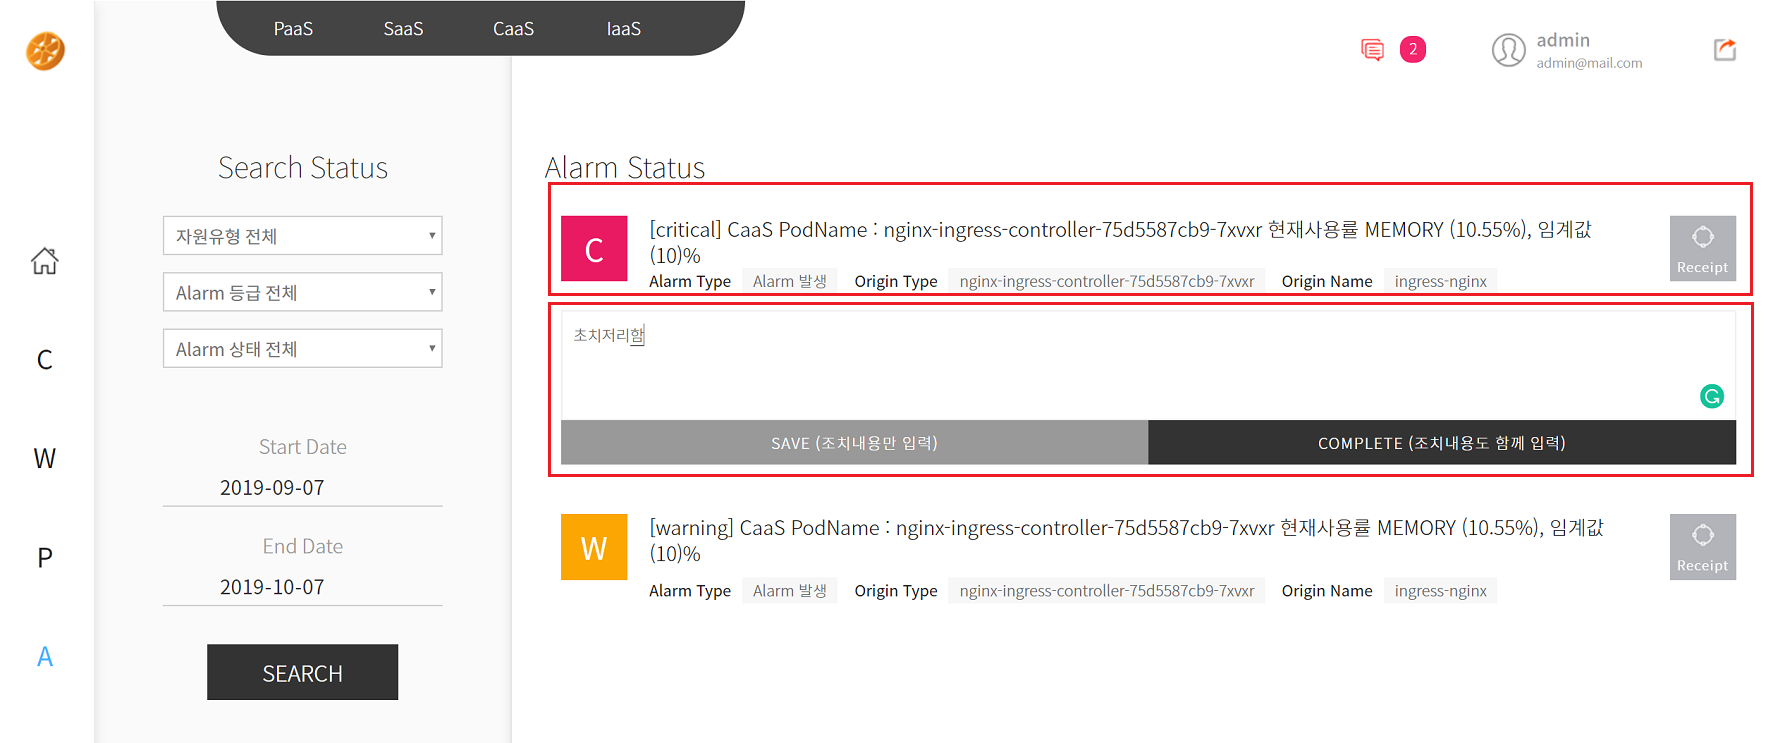 PaaS SaaS CaaS IaaS
2
admin
admin@mail.com
Search Status
자원유형 전체
Alarm 등급 전체
Alarm 상태 전체
Start Date
2019-09-07
End Date
2019-10-07
SEARCH
C
W
P
A
Alarm Status
C
[critical] CaaS PodName : nginx-ingress-controller-75d5587cb9-7xvxr 현재사용률 MEMORY (10.55%), 임계값
(10)%
Alarm Type Alarm 발생 Origin Type nginx-ingress-controller-75d5587cb9-7xvxr Origin Name ingress-nginx
Receipt
초치저리함
SAVE (조치내용만 입력) COMPLETE (조치내용도 함께 입력)
W
[warning] CaaS PodName : nginx-ingress-controller-75d5587cb9-7xvxr 현재사용률 MEMORY (10.55%), 임계값
(10)%
Alarm Type Alarm 발생 Origin Type nginx-ingress-controller-75d5587cb9-7xvxr Origin Name ingress-nginx
Receipt